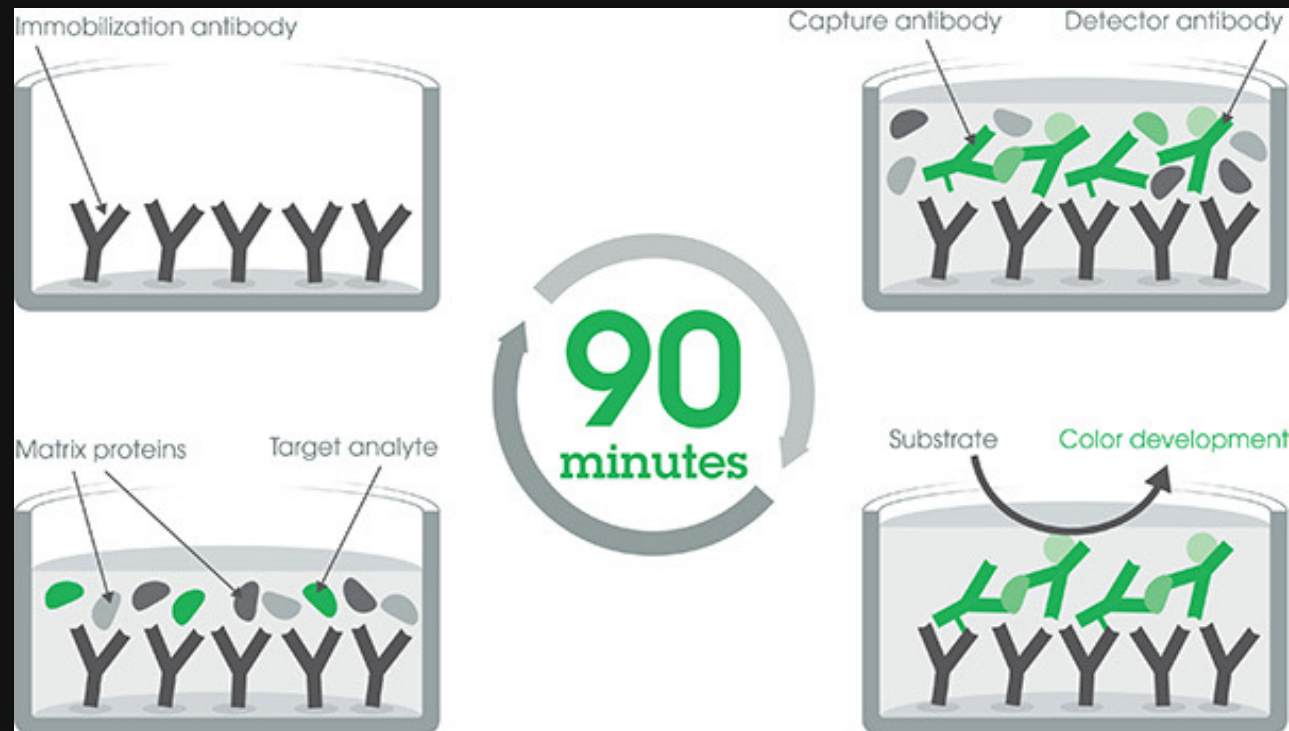 Immobilization antibody
Capture antibody
Detector antibody
90
minutes
Matrix proteins
Target analyte
Substrate
Color development